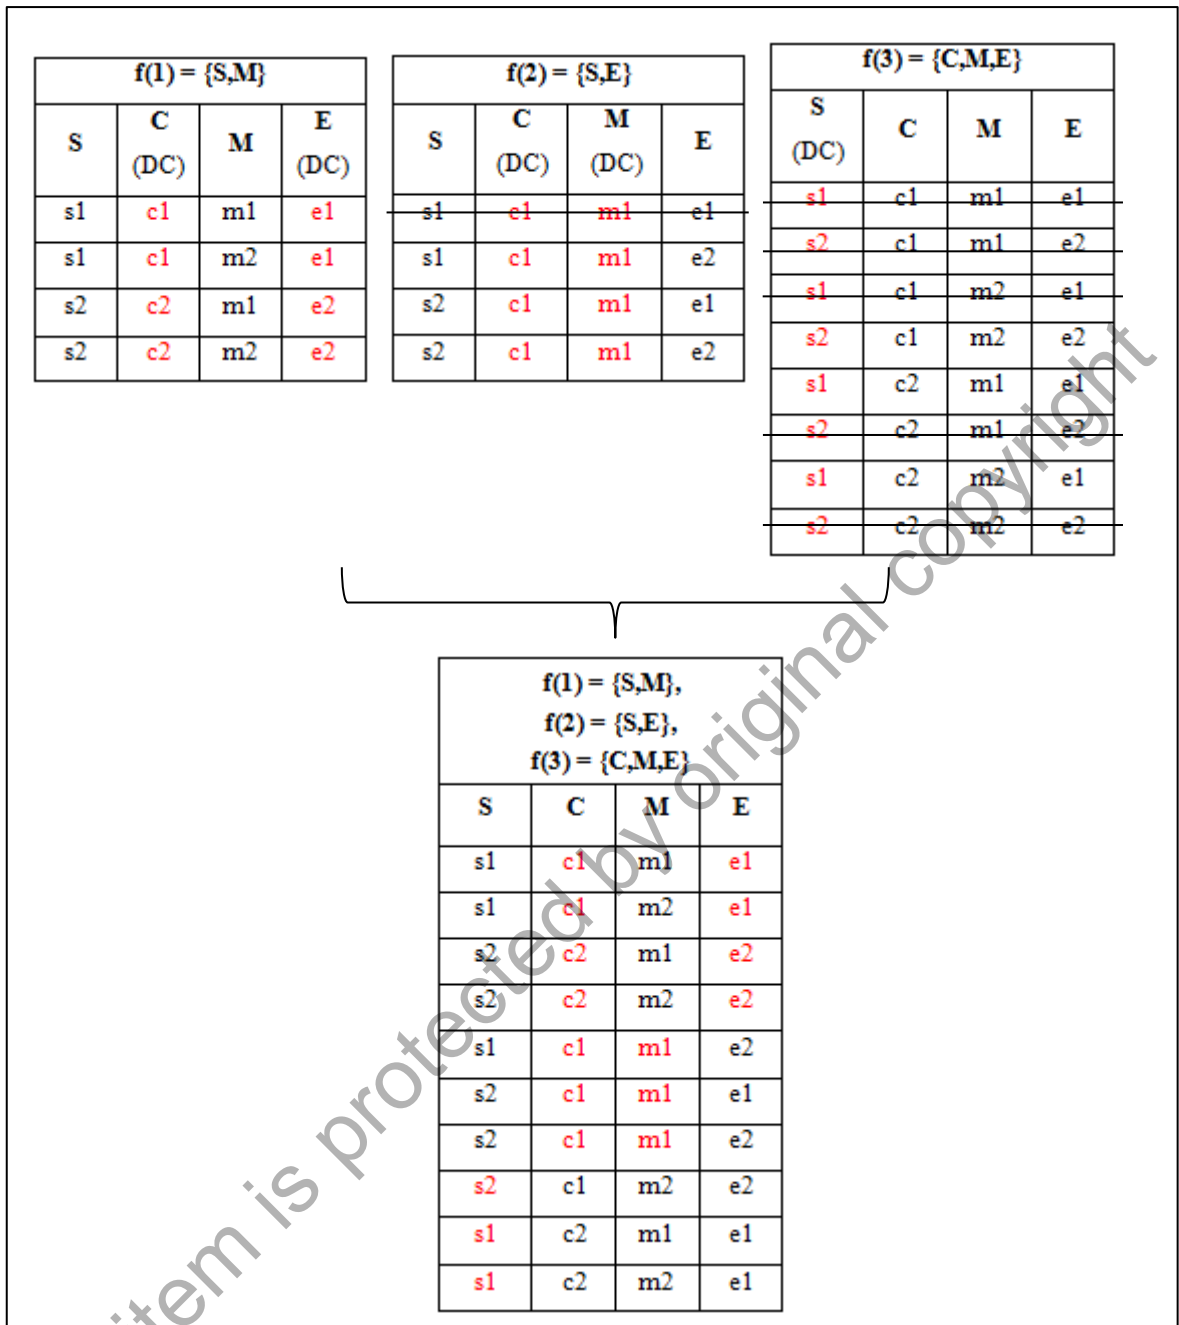 f(1) = {S,M}
S C (DC) M E (DC)
s1 c1 m1 e1
s1 c1 m2 e1
s2 c2 m1 e2
s2 c2 m2 e2
f(2) = {S,E}
S C (DC) M (DC) E
s1 c1 m1 e1
s1 c1 m1 e2
s2 c1 m1 e1
s2 c1 m1 e2
f(3) = {C,M,E}
S (DC) C M E
s1 c1 m1 e1
s2 c1 m1 e2
s1 c1 m2 e1
s2 c1 m2 e2
s1 c2 m1 e1
s2 c2 m1 e2
s1 c2 m2 e1
s2 c2 m2 e2
f(1) = {S,M},
f(2) = {S,E},
f(3) = {C,M,E}
S C M E
s1 c1 m1 e1
s1 c1 m2 e1
s2 c2 m1 e2
s2 c2 m2 e2
s1 c1 m1 e2
s2 c1 m1 e1
s2 c1 m1 e2
s2 c1 m2 e2
s1 c2 m1 e1
s1 c2 m2 e1
item is protected by original copyright